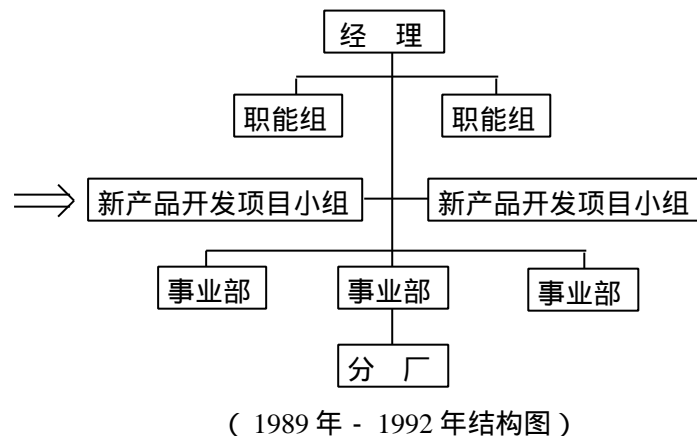 经 理
职能组 职能组
新产品开发项目小组 新产品开发项目小组
事业部 事业部 事业部
分 厂
( 1989 年 - 1992 年结构图 )